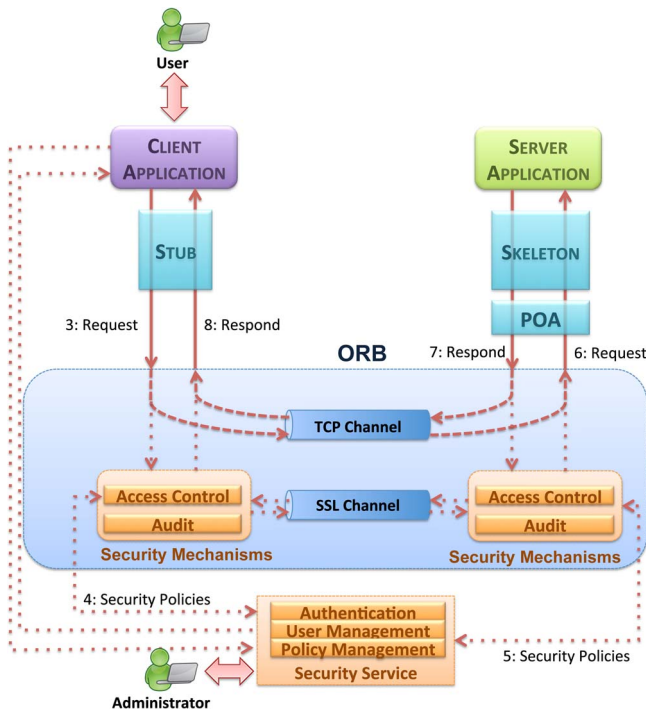 User
CLIENT
APPLICATION
SERVER
APPLICATION
STUB
SKELETON
POA
3: Request
8: Respond
ORB
7: Respond
6: Request
TCP Channel
Access Control
Audit
Security Mechanisms
SSL Channel
Access Control
Audit
Security Mechanisms
4: Security Policies
Authentication
User Management
Policy Management
Security Service
5: Security Policies
Administrator